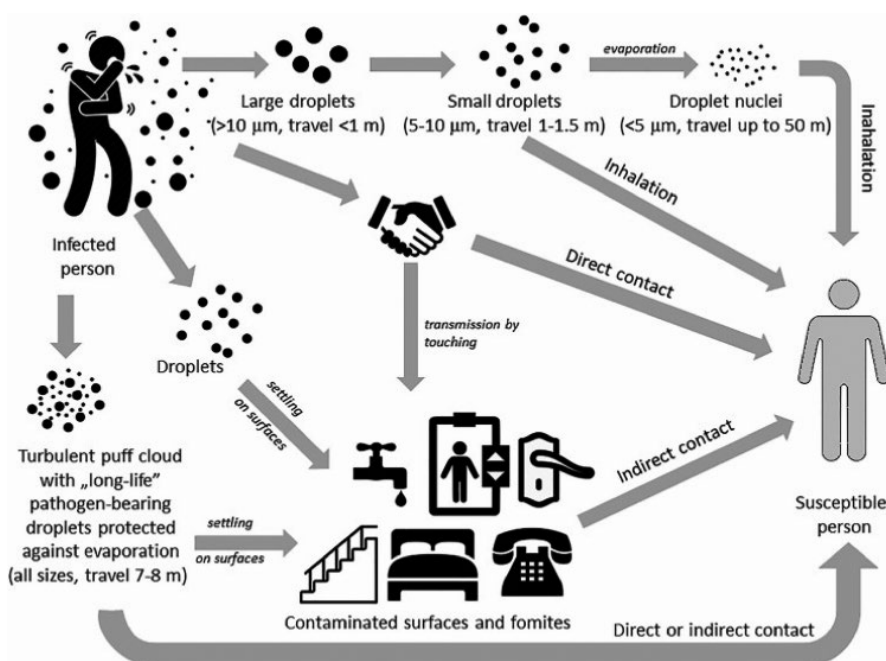 evaporation
Large droplets
(>10 µm, travel <1 m)
Small droplets
(5-10 µm, travel 1-1.5 m)
Droplet nuclei
(<5 µm, travel up to 50 m)
Inahalation
Inhalation
Infected
person
Direct contact
transmission by
touching
Droplets
settling
on surfaces
Turbulent puff cloud
with „long-life”
pathogen-bearing
droplets protected
against evaporation
(all sizes, travel 7-8 m)
settling
on surfaces
Indirect contact
Susceptible
person
Contaminated surfaces and fomites
Direct or indirect contact